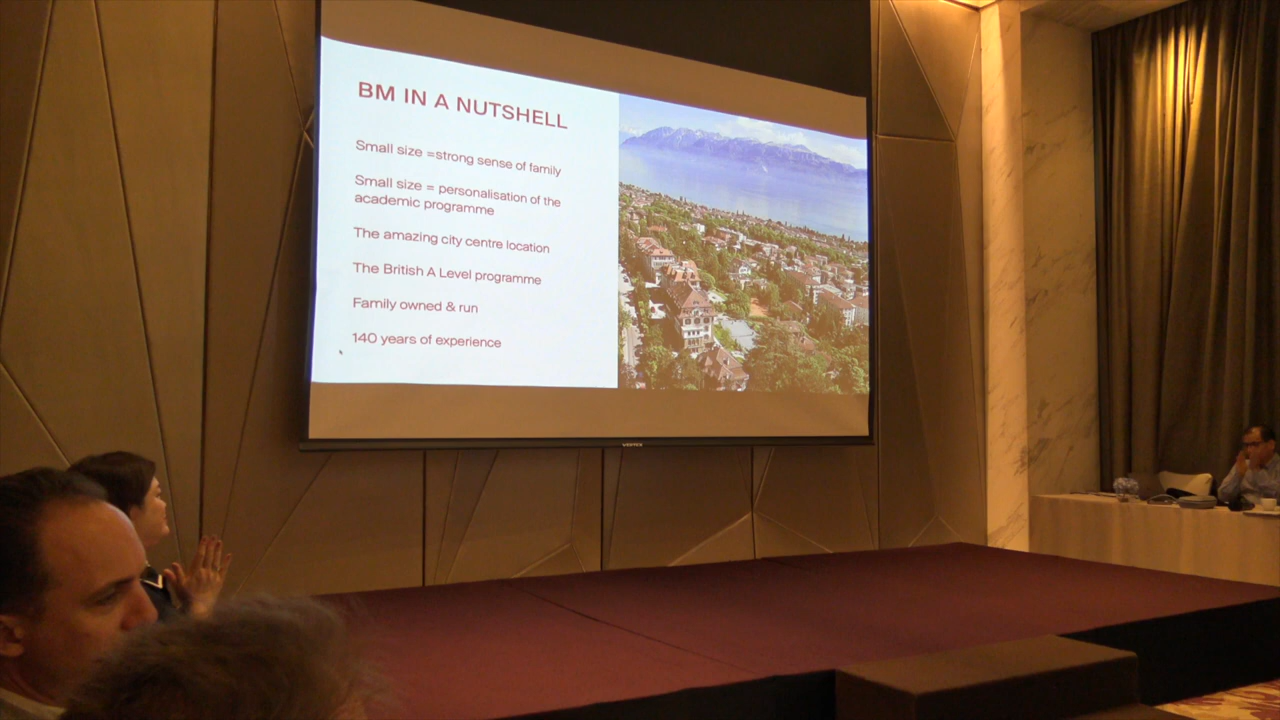 BM IN A NUTSHELL
Small size =strong sense of family
Small size = personalisation of the
academic programme
The amazing city centre location
The British A Level programme
Family owned & run
140 years of experience